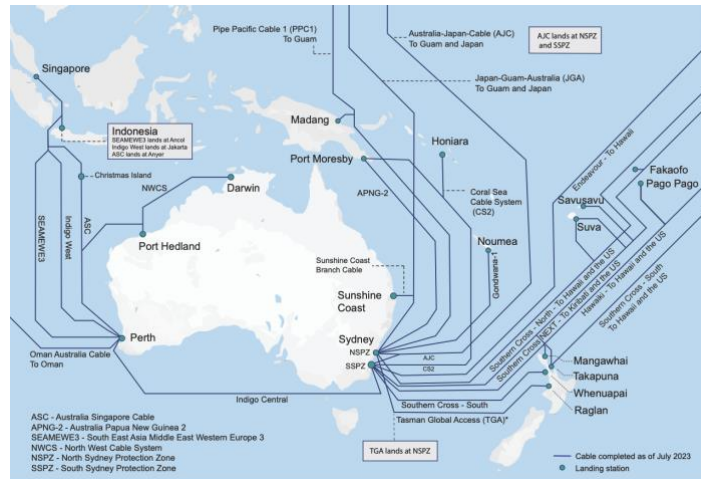 Pipe Pacific Cable 1 (PPC1)
To Guam
Australia-Japan-Cable (AJC)
To Guam and Japan
AJC lands at NSPZ
and SSPZ
Singapore
Japan-Guam-Australia (JGA)
To Guam and Japan
Indonesia
SEAMEWE3 lands at Ancol
Indigo West lands at Jakarta
ASC lands at Anyer
Madang
Port Moresby
Honiara
Endeavour - To Hawaii
Fakaofo
Pago Pago
Christmas Island
NWCS
Darwin
APNG-2
Coral Sea
Cable System
(CS2)
Savusavu
Suva
SEAMEWE3
Indigo West
ASC
Port Hedland
Noumea
Gondwana-1
Sunshine Coast
Branch Cable
Sunshine
Coast
Southern Cross - North - To Hawaii and the US
Southern Cross NEXT - To Kiribati and the US
Hawaiki - To Hawaii and the US
Southern Cross - South
To Hawaii and the US
Sydney
NSPZ
SSPZ
AJC
CS2
Perth
Oman Australia Cable
To Oman
Indigo Central
Mangawhai
Takapuna
Whenuapai
Raglan
Southern Cross - South
Tasman Global Access (TGA)*
TGA lands at NSPZ
ASC - Australia Singapore Cable
APNG-2 - Australia Papua New Guinea 2
SEAMEWE3 - South East Asia Middle East Western Europe 3
NWCS - North West Cable System
NSPZ - North Sydney Protection Zone
SSPZ - South Sydney Protection Zone
Cable completed as of July 2023
Landing station